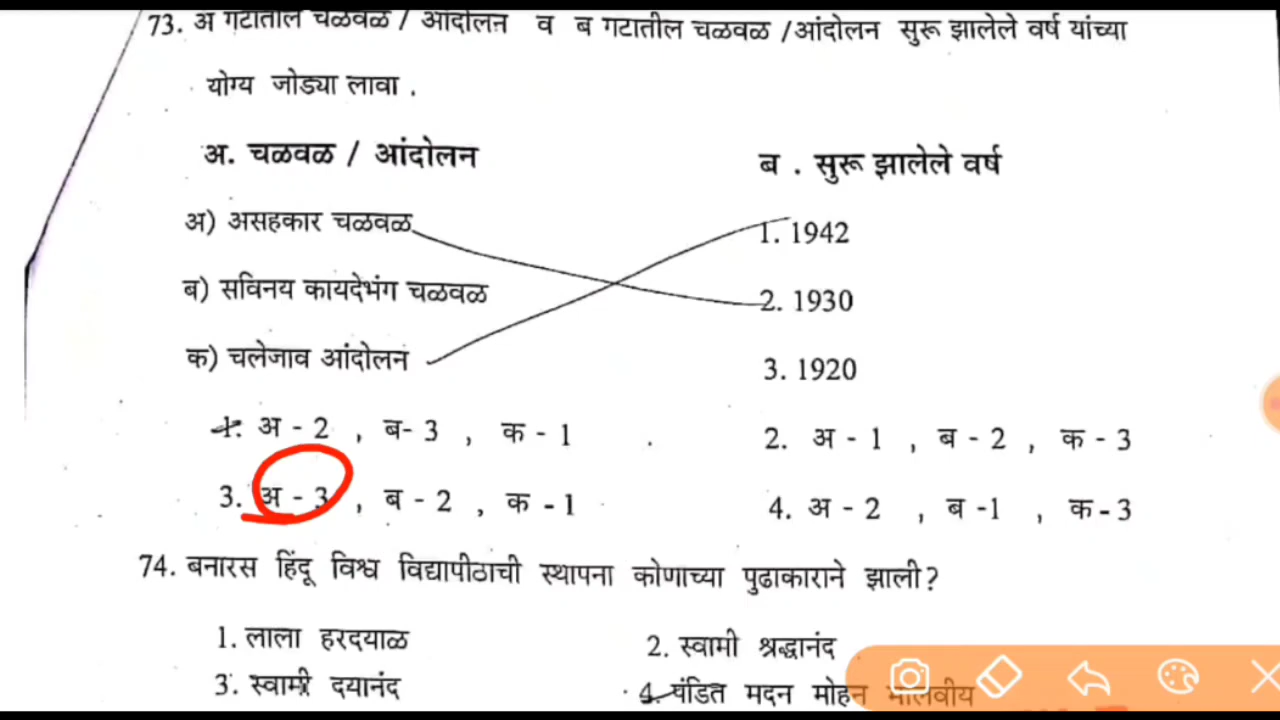 73. अ गटातील चळवळ / आंदोलन व ब गटातील चळवळ /आंदोलन सुरू झालेले वर्ष यांच्या
योग्य जोड्या लावा .
अ. चळवळ / आंदोलन ब . सुरू झालेले वर्ष
अ) असहकार चळवळ 1. 1942
ब) सविनय कायदेभंग चळवळ 2. 1930
क) चलेजाव आंदोलन 3. 1920
1. अ - 2 , ब- 3 , क - 1 2. अ - 1 , ब - 2 , क - 3
3. अ - 3 , ब - 2 , क -1 4. अ - 2 , ब -1 , क - 3
74. बनारस हिंदू विश्व विद्यापीठाची स्थापना कोणाच्या पुढाकाराने झाली?
1. लाला हरदयाळ 2. स्वामी श्रद्धानंद
3. स्वामी दयानंद 4. पंडित मदन मोहन मालवीय